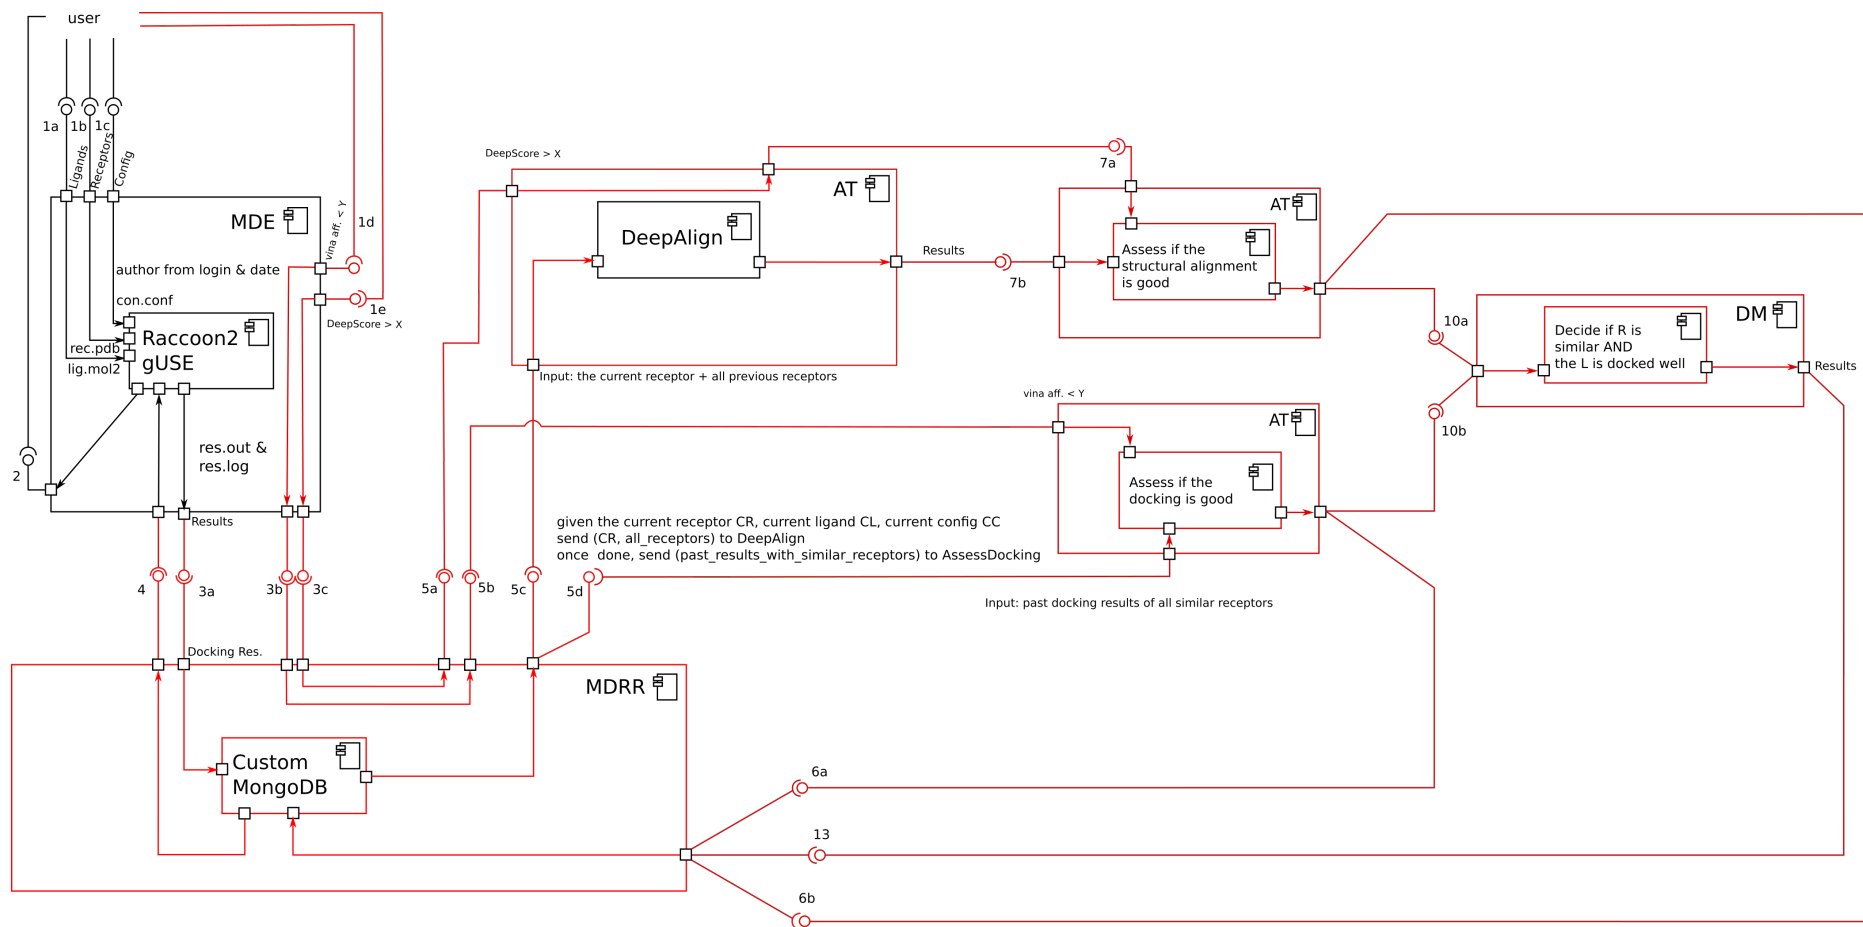 user
1a
1b
1c
Ligands
Receptors
Config
MDE
vina aff. < Y
1d
author from login & date
con.conf
1e
DeepScore > X
Raccoon2
gUSE
rec.pdb
lig.mol2
res.out &
res.log
2
Results
4
3a
3b
3c
5a
5b
5c
5d
Docking Res.
DeepScore > X
AT
DeepAlign
Results
Input: the current receptor + all previous receptors
7a
7b
AT
Assess if the
structural alignment
is good
10a
10b
DM
Decide if R is
similar AND
the L is docked well
Results
vina aff. < Y
AT
Assess if the
docking is good
given the current receptor CR, current ligand CL, current config CC
send (CR, all_receptors) to DeepAlign
once  done, send (past_results_with_similar_receptors) to AssessDocking
Input: past docking results of all similar receptors
MDRR
Custom
MongoDB
6a
13
6b